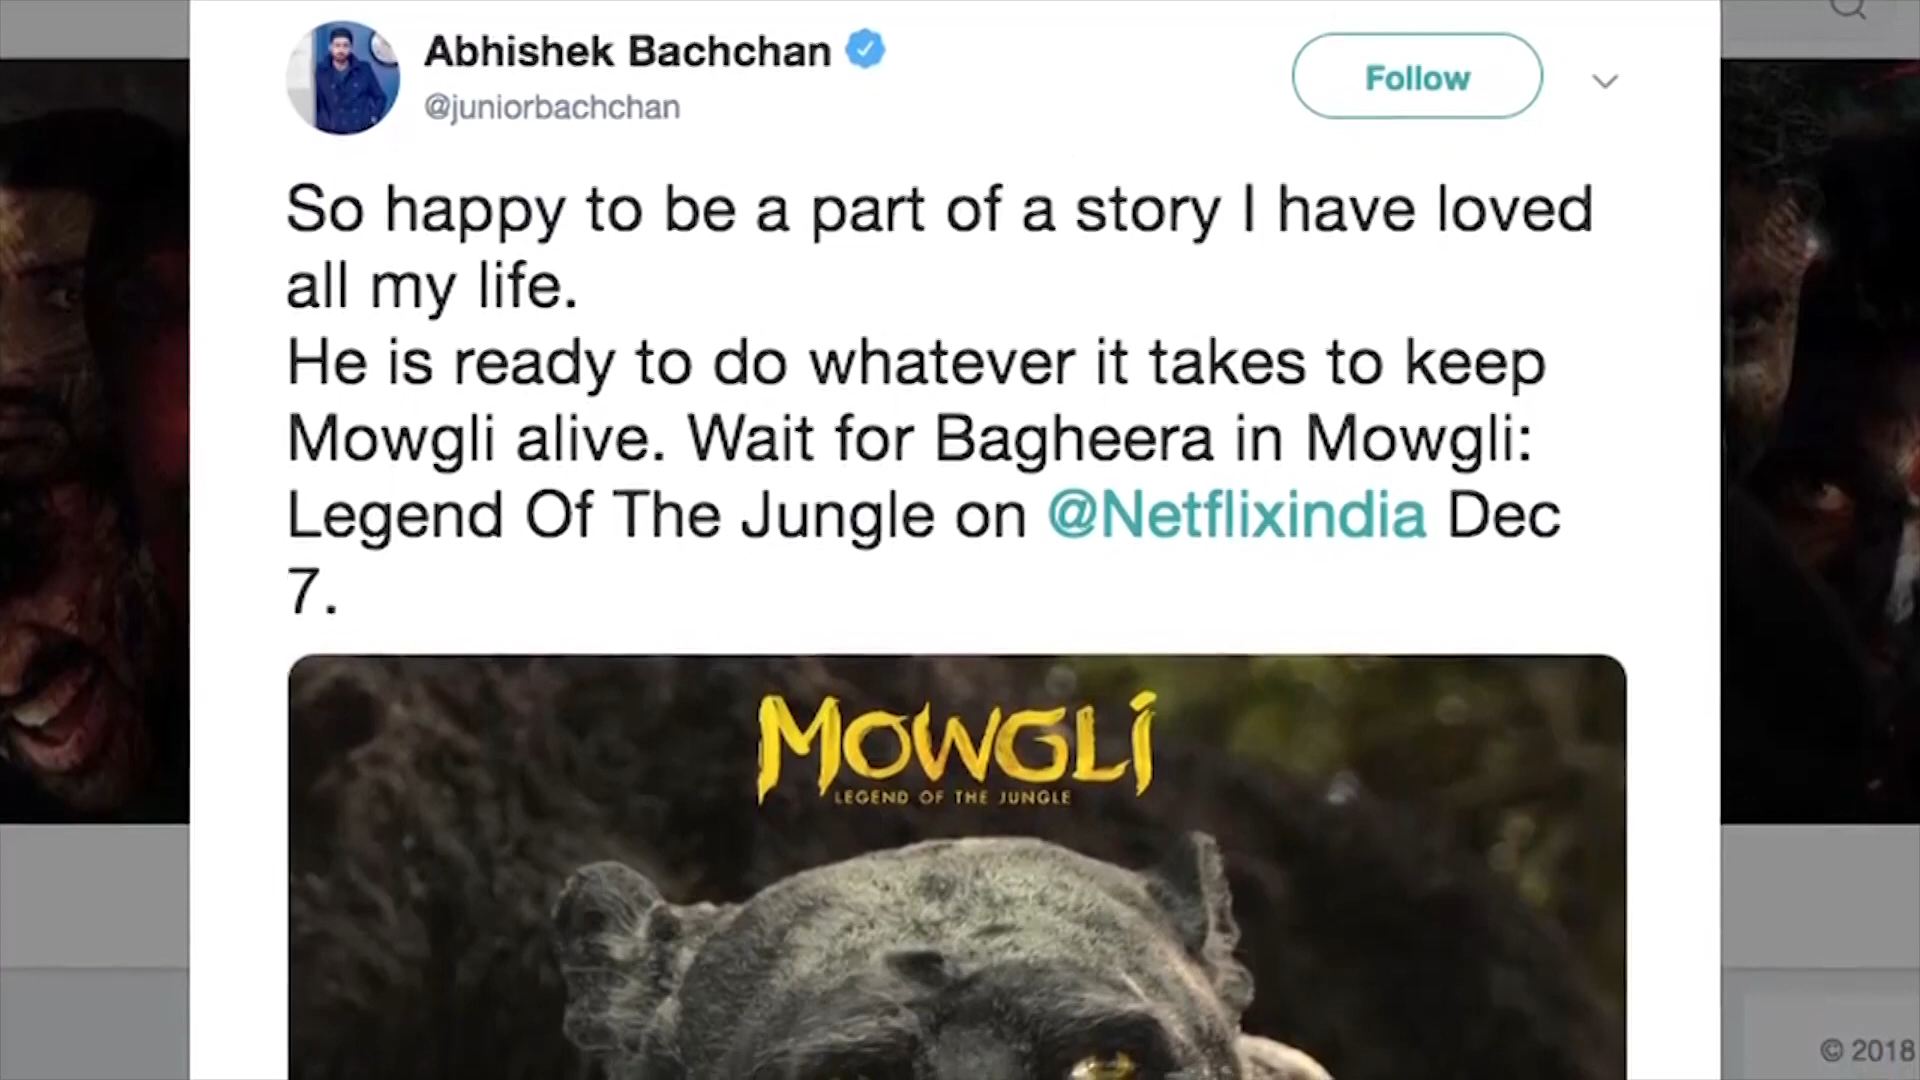 Abhishek Bachchan
@juniorbachchan
Follow
So happy to be a part of a story I have loved
all my life.
He is ready to do whatever it takes to keep
Mowgli alive. Wait for Bagheera in Mowgli:
Legend Of The Jungle on @Netflixindia Dec
7.
MOWGLI
LEGEND OF THE JUNGLE
© 2018